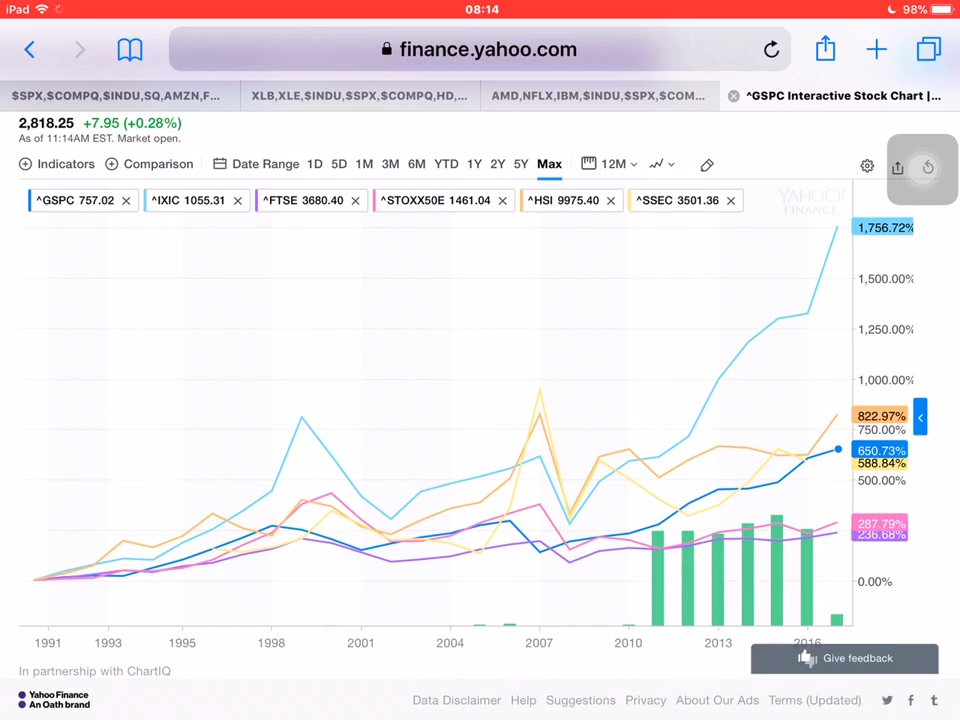 iPad 08:14 98%
finance.yahoo.com
$SPX,$COMPQ,$INDU,SQ,AMZN,F... XLB,XLE,$INDU,$SPX,$COMPQ,HD,... AMD,NFLX,IBM,$INDU,$SPX,$COM... ^GSPC Interactive Stock Chart |...
2,818.25 +7.95 (+0.28%)
As of 11:14AM EST. Market open.
Indicators Comparison Date Range 1D 5D 1M 3M 6M YTD 1Y 2Y 5Y Max 12M
^GSPC 757.02 ^IXIC 1055.31 ^FTSE 3680.40 ^STOXX50E 1461.04 ^HSI 9975.40 ^SSEC 3501.36
YAHOO!
FINANCE
1,756.72%
1,500.00%
1,250.00%
1,000.00%
822.97%
750.00%
650.73%
588.84%
500.00%
287.79%
236.68%
0.00%
1991 1993 1995 1998 2001 2004 2007 2010 2013 2016
Give feedback
In partnership with ChartIQ
Yahoo Finance
An Oath brand
Data Disclaimer Help Suggestions Privacy About Our Ads Terms (Updated)